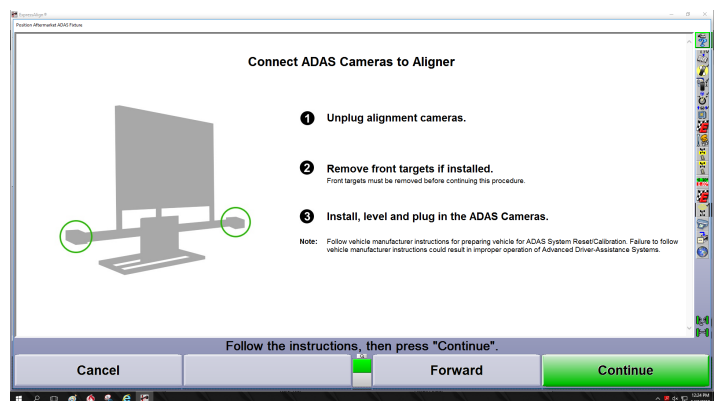 ExpressAlign®
Position Aftermarket ADAS Fixture
Connect ADAS Cameras to Aligner
1 Unplug alignment cameras.
2 Remove front targets if installed.
Front targets must be removed before continuing this procedure.
3 Install, level and plug in the ADAS Cameras.
Note: Follow vehicle manufacturer instructions for preparing vehicle for ADAS System Reset/Calibration. Failure to follow
vehicle manufacturer instructions could result in improper operation of Advanced Driver-Assistance Systems.
Follow the instructions, then press "Continue".
Cancel
Forward
Continue
12:24 PM